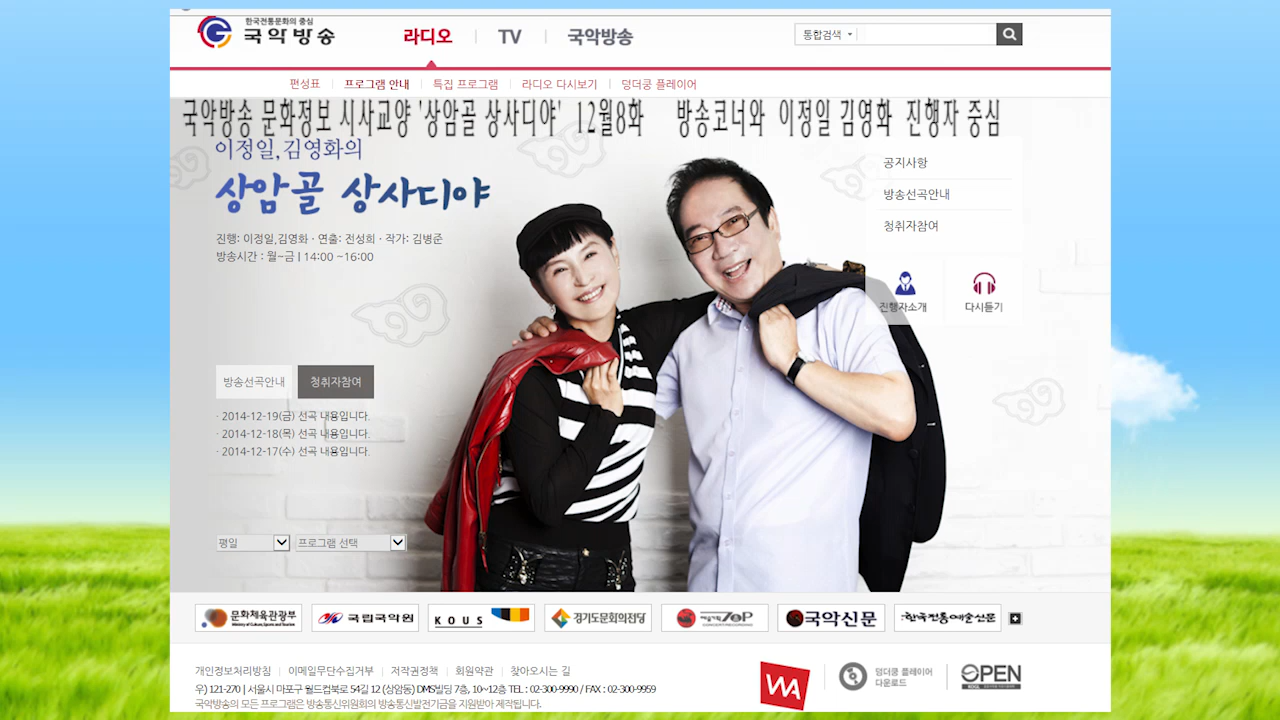 한국전통문화의 중심
국악방송
라디오 TV 국악방송
통합검색
편성표 프로그램 안내 특집 프로그램 라디오 다시보기 덩더쿵 플레이어
국악방송 문화정보 시사교양 '상암골 상사디야' 12월8화 방송코너와 이정일 김영화 진행자 중심
이정일,김영화의
상암골 상사디야
진행: 이정일,김영화 · 연출: 전성희 · 작가: 김병준
방송시간 : 월~금 | 14:00 ~16:00
공지사항
방송선곡안내
청취자참여
진행자소개 다시듣기
방송선곡안내 청취자참여
· 2014-12-19(금) 선곡 내용입니다.
· 2014-12-18(목) 선곡 내용입니다.
· 2014-12-17(수) 선곡 내용입니다.
평일 프로그램 선택
문화체육관광부 국립국악원 KOUS 경기도문화의전당 국악신문 한국전통예술신문
Ministry of Culture, Sports and Tourism
개인정보처리방침 이메일무단수집거부 저작권정책 회원약관 찾아오시는 길
121-270 | 서울시 마포구 월드컵북로 54길 12 (상암동) DMS빌딩 7층, 10~12층 TEL : 02-300-9990 / FAX : 02-300-9959
국악방송의 모든 프로그램은 방송통신위원회의 방송통신발전기금을 지원받아 제작됩니다.
WA
덩더쿵 플레이어
다운로드
OPEN